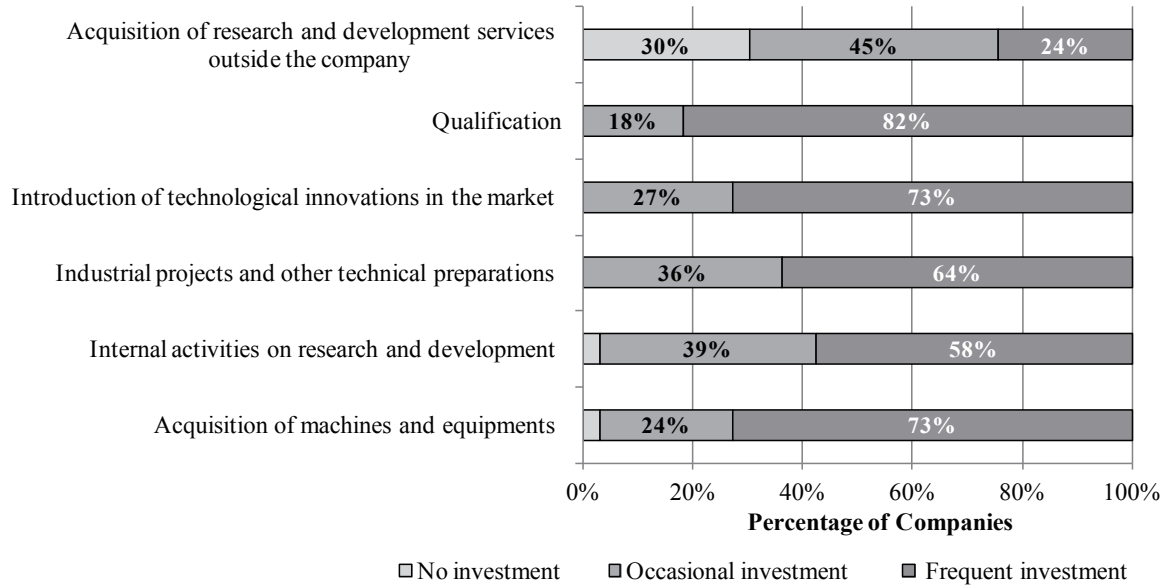 Acquisition of research and development services
outside the company
30% 45% 24%
Qualification
18% 82%
Introduction of technological innovations in the market
27% 73%
Industrial projects and other technical preparations
36% 64%
Internal activities on research and development
39% 58%
Acquisition of machines and equipments
24% 73%
0% 20% 40% 60% 80% 100%
Percentage of Companies
No investment Occasional investment Frequent investment